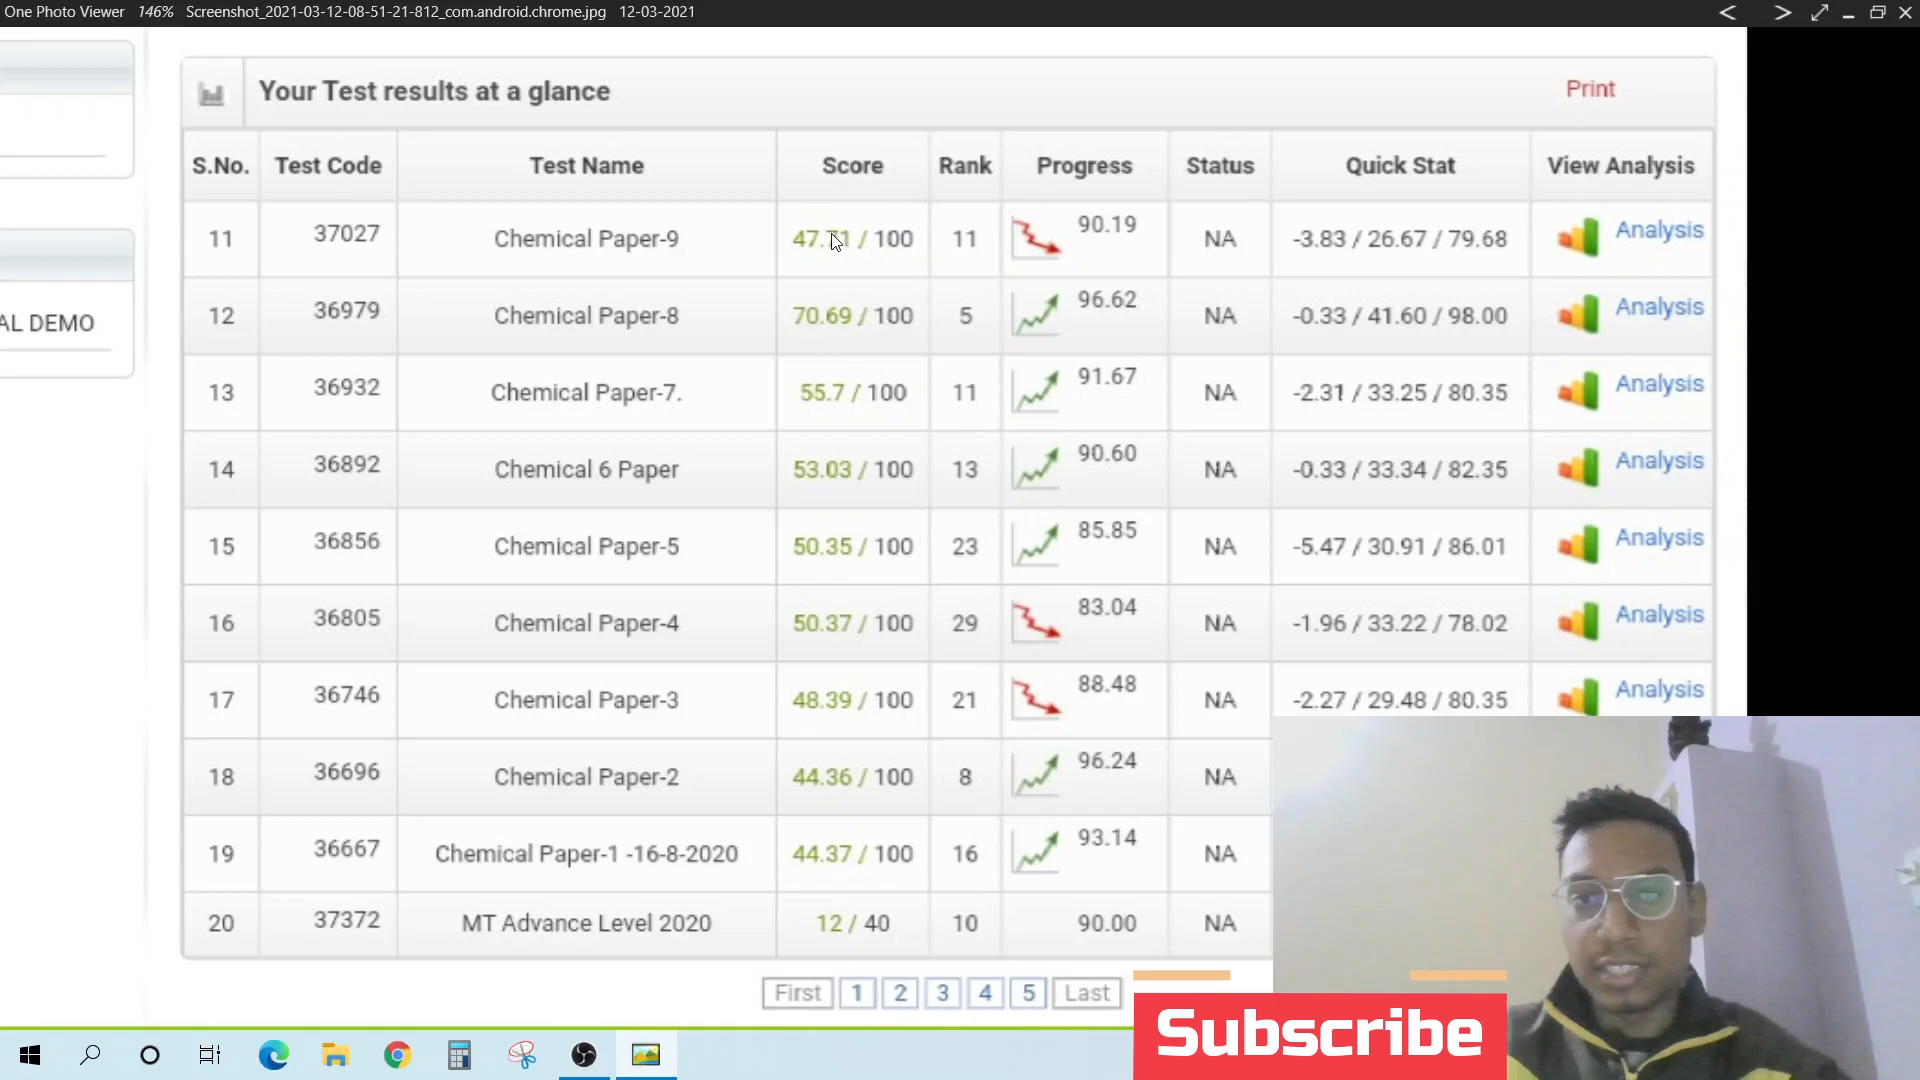 One Photo Viewer 146% Screenshot_2021-03-12-08-51-21-812_com.android.chrome.jpg 12-03-2021
Your Test results at a glance Print
S.No. Test Code Test Name Score Rank Progress Status Quick Stat View Analysis
11 37027 Chemical Paper-9 47.71 / 100 11 90.19 NA -3.83 / 26.67 / 79.68 Analysis
12 36979 Chemical Paper-8 70.69 / 100 5 96.62 NA -0.33 / 41.60 / 98.00 Analysis
AL DEMO
13 36932 Chemical Paper-7. 55.7 / 100 11 91.67 NA -2.31 / 33.25 / 80.35 Analysis
14 36892 Chemical 6 Paper 53.03 / 100 13 90.60 NA -0.33 / 33.34 / 82.35 Analysis
15 36856 Chemical Paper-5 50.35 / 100 23 85.85 NA -5.47 / 30.91 / 86.01 Analysis
16 36805 Chemical Paper-4 50.37 / 100 29 83.04 NA -1.96 / 33.22 / 78.02 Analysis
17 36746 Chemical Paper-3 48.39 / 100 21 88.48 NA -2.27 / 29.48 / 80.35 Analysis
18 36696 Chemical Paper-2 44.36 / 100 8 96.24 NA
19 36667 Chemical Paper-1 -16-8-2020 44.37 / 100 16 93.14 NA
20 37372 MT Advance Level 2020 12 / 40 10 90.00 NA
First 1 2 3 4 5 Last
Subscribe